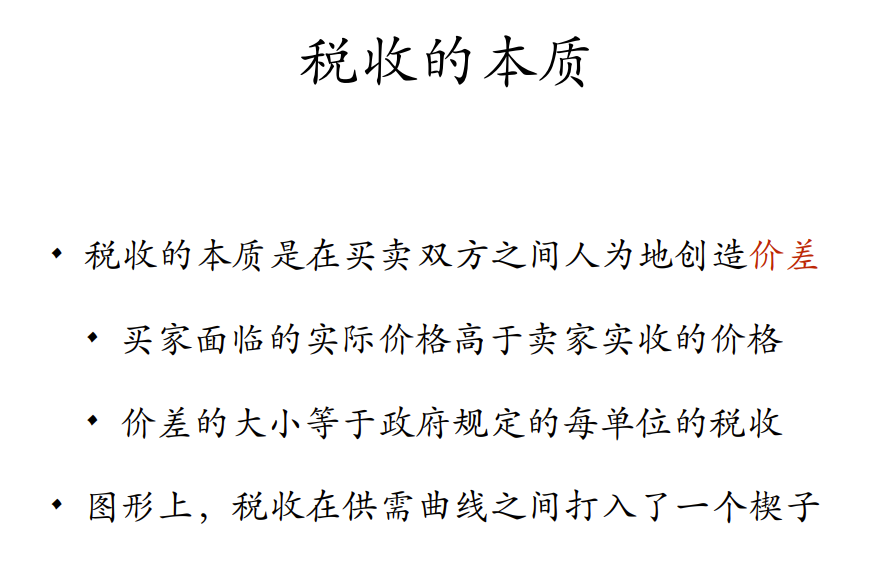 税收的本质
税收的本质是在买卖双方之间人为地创造价差
买家面临的实际价格高于卖家实收的价格
价差的大小等于政府规定的每单位的税收
图形上，税收在供需曲线之间打入了一个楔子